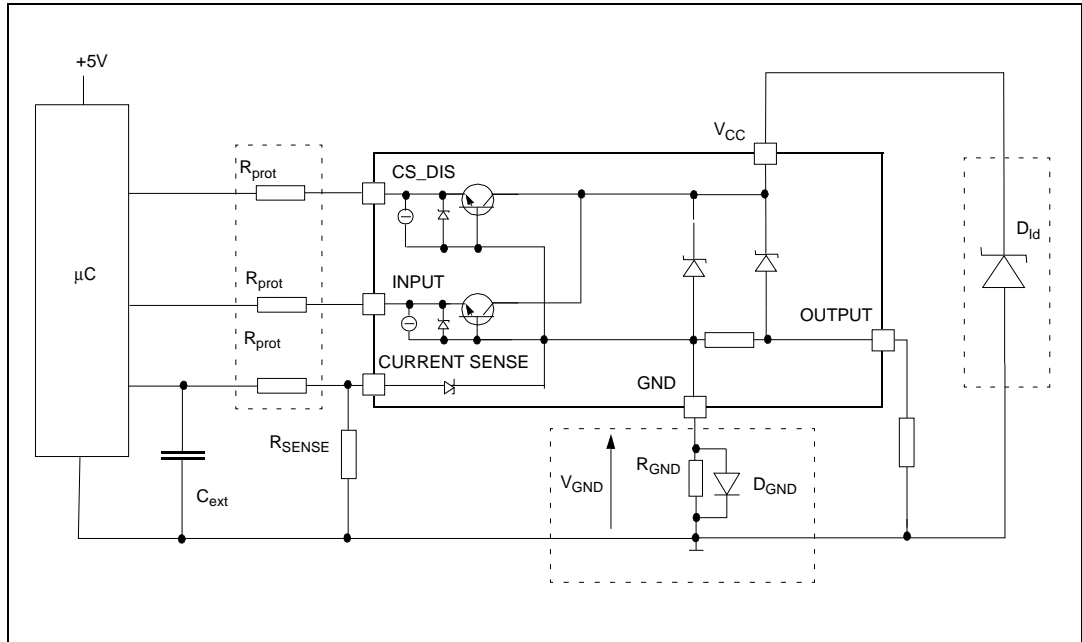 +5V
V_CC
R_prot
CS_DIS
D_ld
μC
R_prot
INPUT
OUTPUT
R_prot
CURRENT SENSE
GND
R_SENSE
V_GND
R_GND
D_GND
C_ext